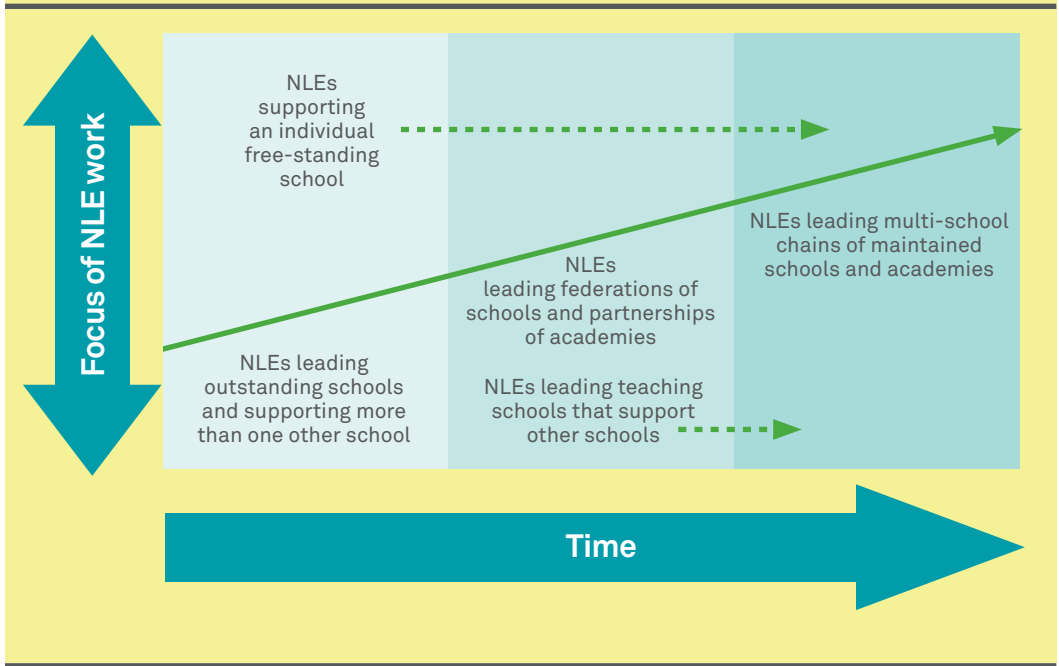 Focus of NLE work
NLEs
supporting
an individual
free-standing
school
NLEs leading
outstanding schools
and supporting more
than one other school
NLEs
leading federations of
schools and partnerships
of academies
NLEs leading teaching
schools that support
other schools
NLEs leading multi-school
chains of maintained
schools and academies
Time